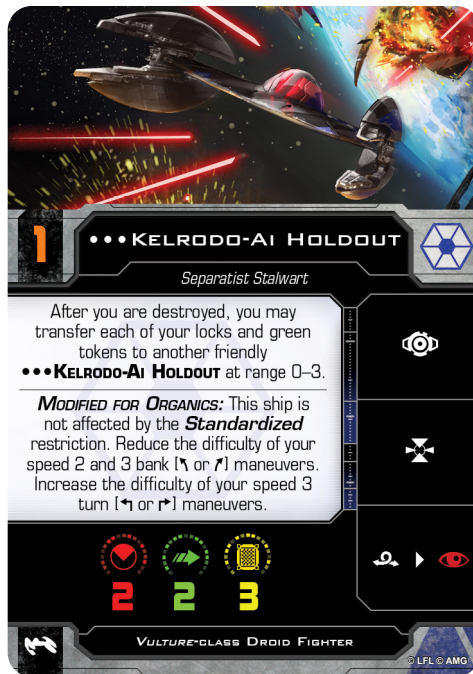 1
•••Kelrodo-Ai Holdout
Separatist Stalwart
After you are destroyed, you may
transfer each of your locks and green
tokens to another friendly
•••Kelrodo-Ai Holdout at range 0–3.
Modified for Organics: This ship is
not affected by the Standardized
restriction. Reduce the difficulty of your
speed 2 and 3 bank [↖ or ↗] maneuvers.
Increase the difficulty of your speed 3
turn [↰ or ↱] maneuvers.
2 2 3
Vulture-class Droid Fighter
© LFL © AMG